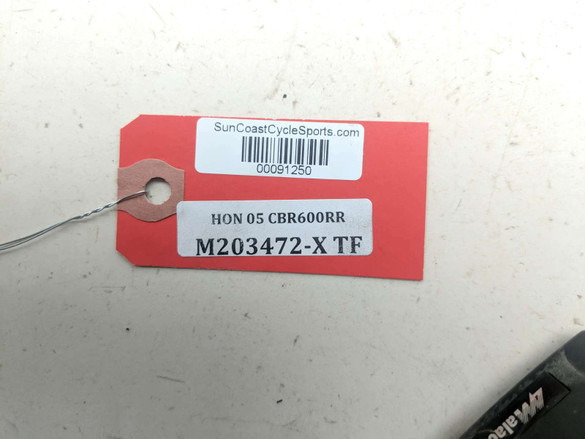 SunCoastCycleSports.com
00091250
HON 05 CBR600RR
M203472-X TF